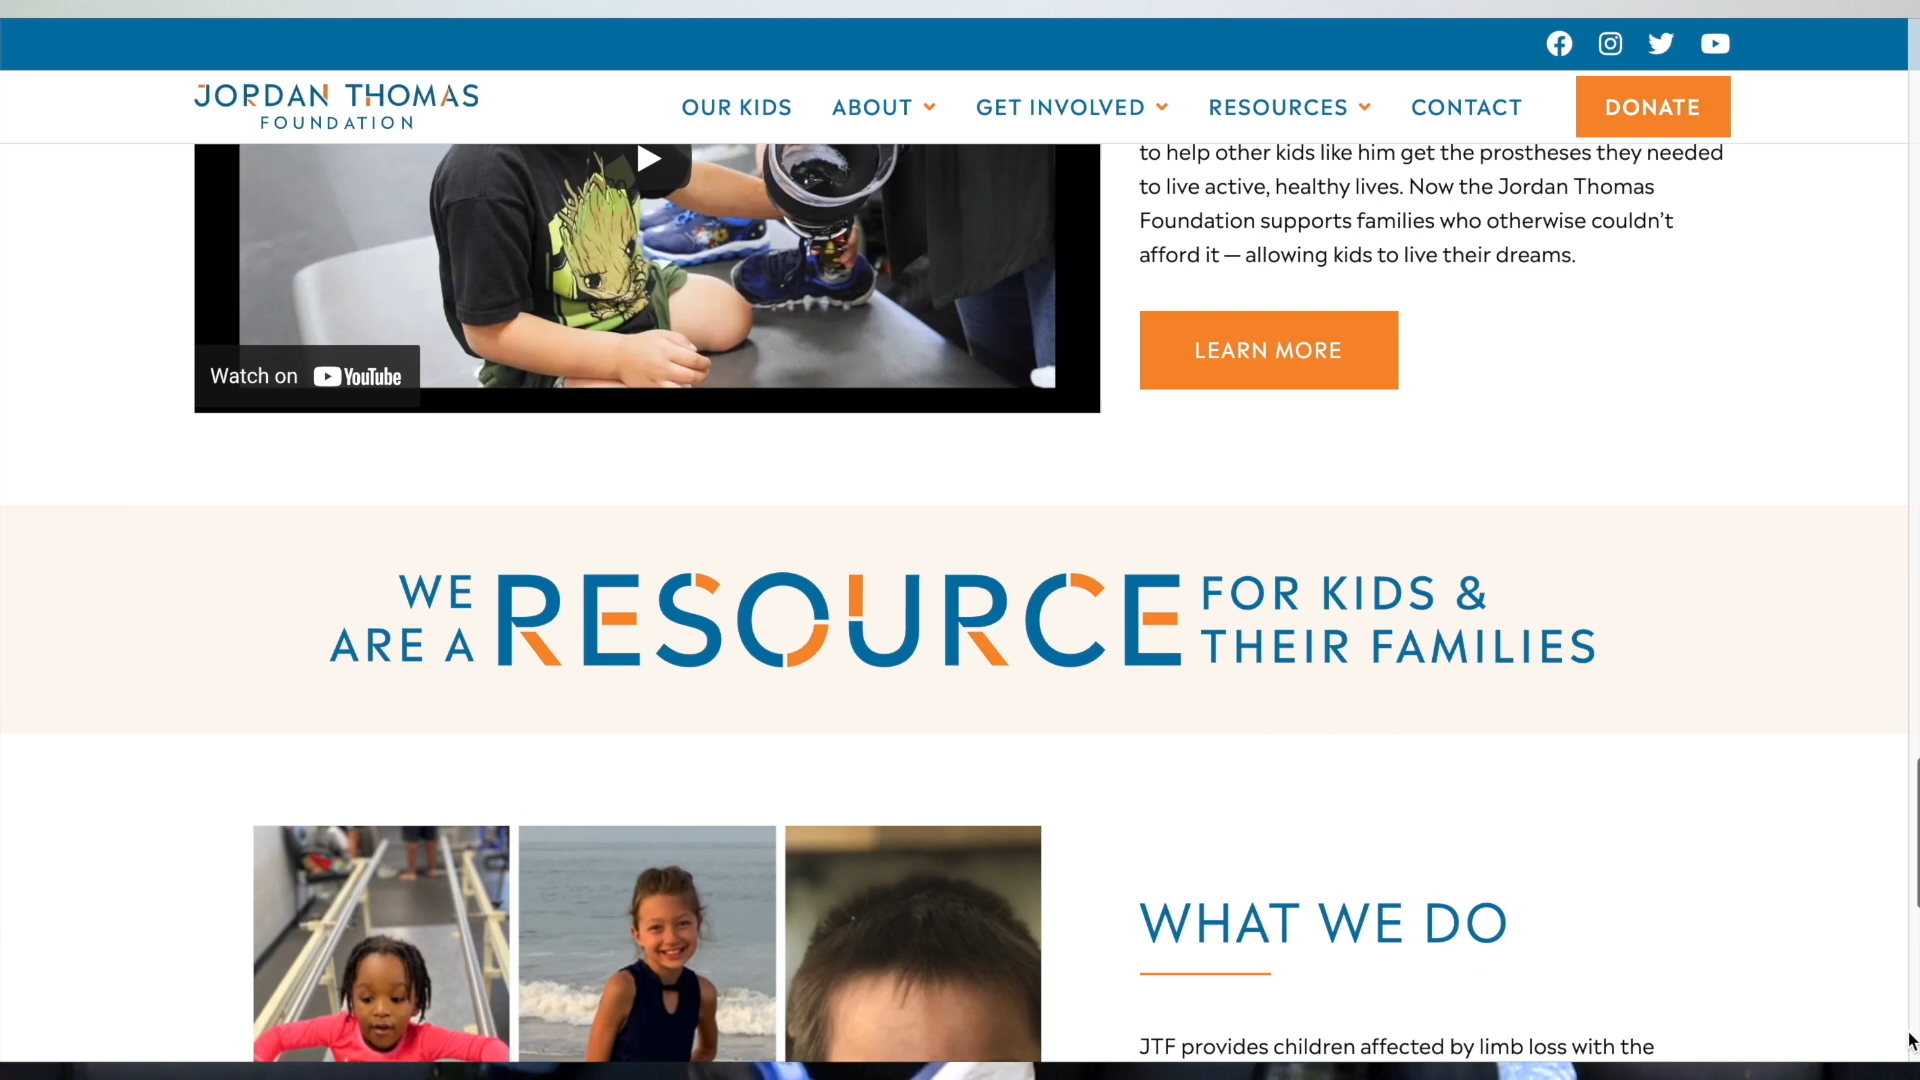 JORDAN THOMAS
FOUNDATION
OUR KIDS
ABOUT
GET INVOLVED
RESOURCES
CONTACT
DONATE
to help other kids like him get the prostheses they needed
to live active, healthy lives. Now the Jordan Thomas
Foundation supports families who otherwise couldn’t
afford it — allowing kids to live their dreams.
LEARN MORE
Watch on YouTube
WE
ARE A
RESOURCE
FOR KIDS &
THEIR FAMILIES
WHAT WE DO
JTF provides children affected by limb loss with the